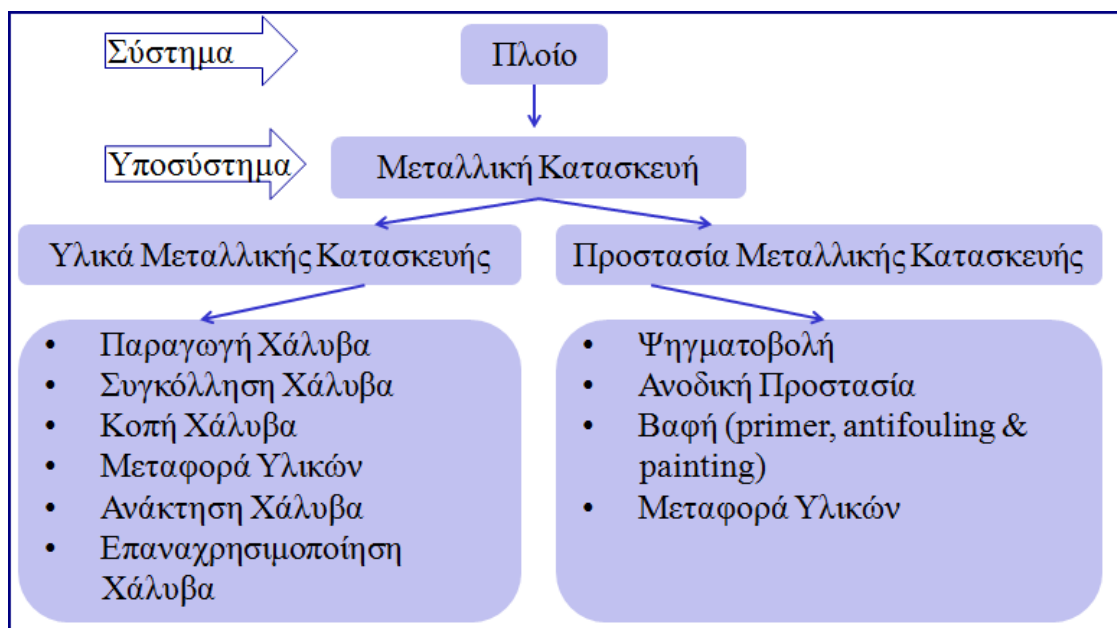 Σύστημα
Πλοίο
Υποσύστημα
Μεταλλική Κατασκευή
Υλικά Μεταλλικής Κατασκευής
Προστασία Μεταλλικής Κατασκευής
• Παραγωγή Χάλυβα
• Συγκόλληση Χάλυβα
• Κοπή Χάλυβα
• Μεταφορά Υλικών
• Ανάκτηση Χάλυβα
• Επαναχρησιμοποίηση
Χάλυβα
• Ψηγματοβολή
• Ανοδική Προστασία
• Βαφή (primer, antifouling &
painting)
• Μεταφορά Υλικών